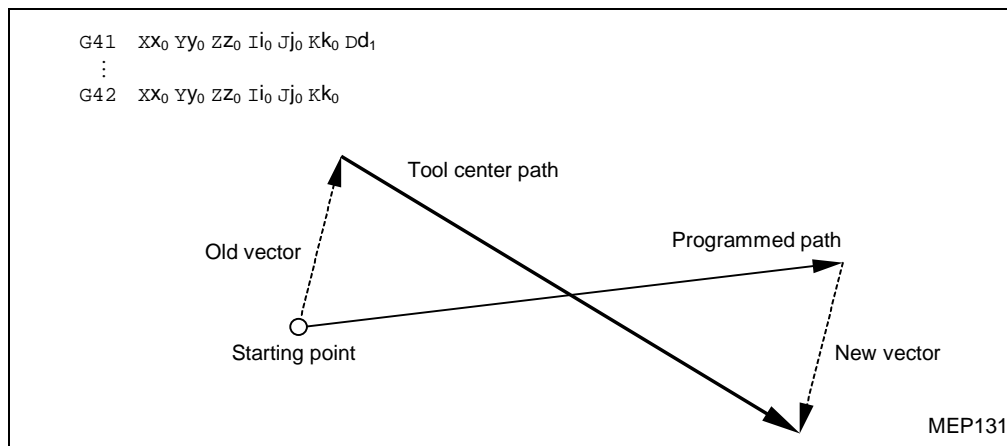 G41 Xx₀ Yy₀ Zz₀ Ii₀ Jj₀ Kk₀ Dd₁
⋮
G42 Xx₀ Yy₀ Zz₀ Ii₀ Jj₀ Kk₀
Tool center path
Programmed path
Old vector
Starting point
New vector
MEP131